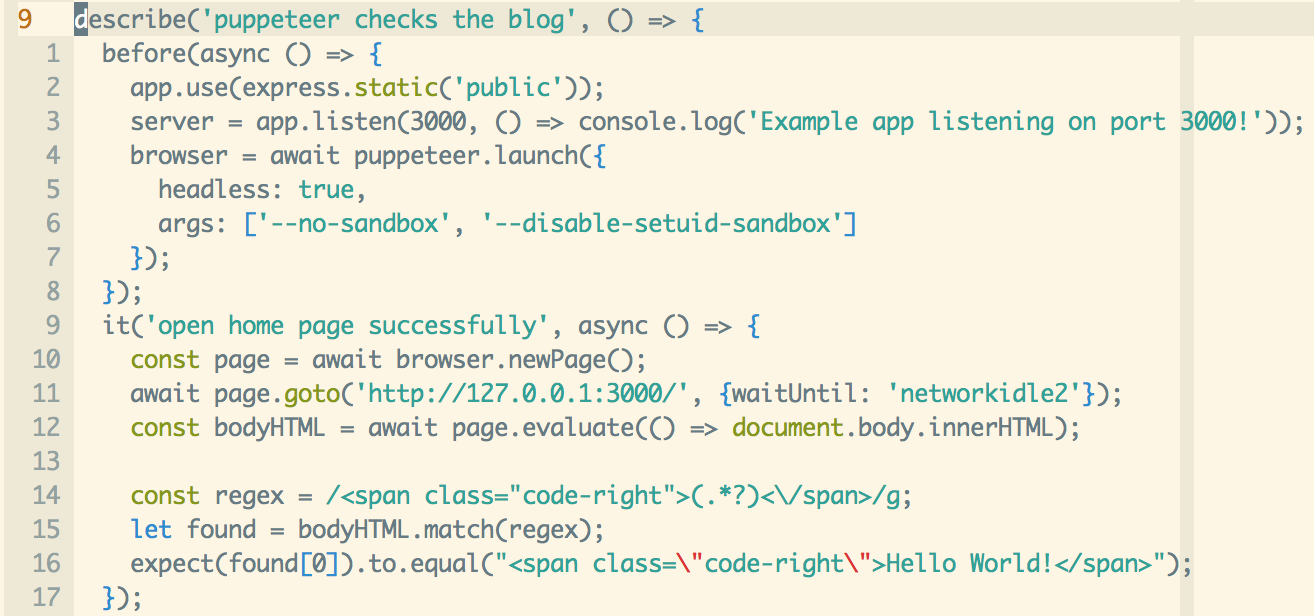 9 describe('puppeteer checks the blog', () => {
1 before(async () => {
2 app.use(express.static('public'));
3 server = app.listen(3000, () => console.log('Example app listening on port 3000!'));
4 browser = await puppeteer.launch({
5 headless: true,
6 args: ['--no-sandbox', '--disable-setuid-sandbox']
7 });
8 });
9 it('open home page successfully', async () => {
10 const page = await browser.newPage();
11 await page.goto('http://127.0.0.1:3000/', {waitUntil: 'networkidle2'});
12 const bodyHTML = await page.evaluate(() => document.body.innerHTML);
13
14 const regex = /<span class="code-right">(.*?)<\/span>/g;
15 let found = bodyHTML.match(regex);
16 expect(found[0]).to.equal("<span class=\"code-right\">Hello World!</span>");
17 });